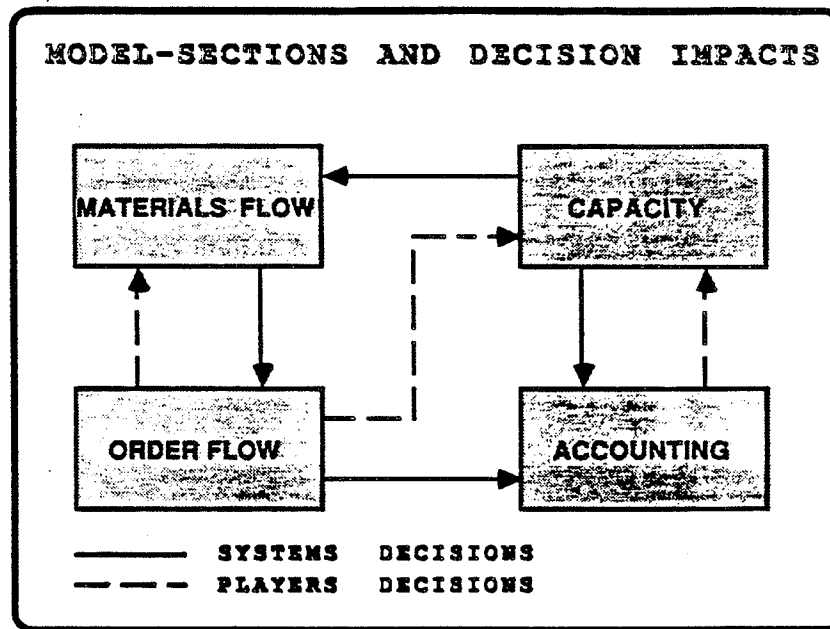 MODEL-SECTIONS AND DECISION IMPACTS
MATERIALS FLOW
CAPACITY
ORDER FLOW
ACCOUNTING
SYSTEMS DECISIONS
PLAYERS DECISIONS